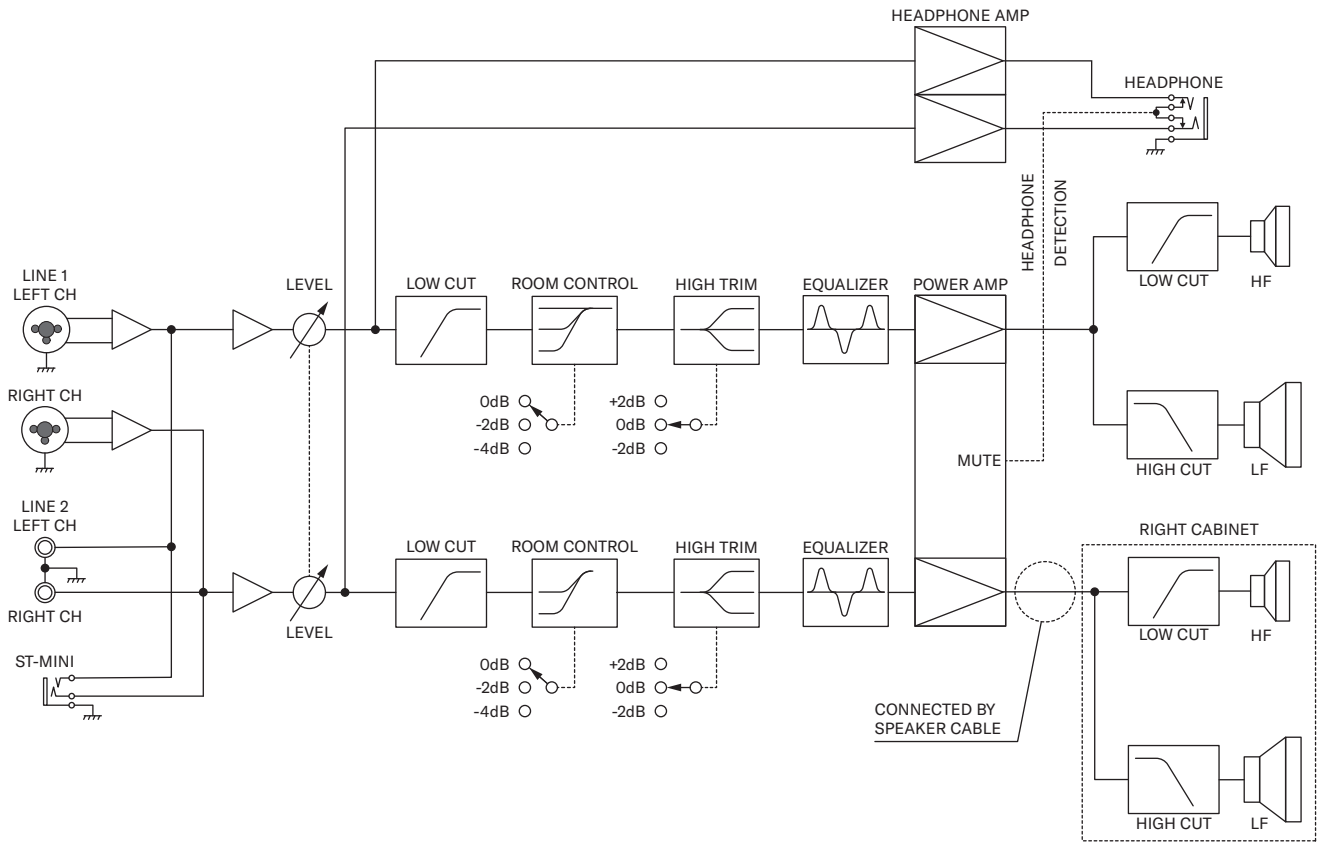 HEADPHONE AMP
HEADPHONE
HEADPHONE
DETECTION
LINE 1
LEFT CH
LEVEL
LOW CUT
ROOM CONTROL
HIGH TRIM
EQUALIZER
POWER AMP
LOW CUT
HF
RIGHT CH
0dB
-2dB
-4dB
+2dB
0dB
-2dB
MUTE
HIGH CUT
LF
LINE 2
LEFT CH
RIGHT CH
LEVEL
LOW CUT
ROOM CONTROL
HIGH TRIM
EQUALIZER
RIGHT CABINET
LOW CUT
HF
ST-MINI
0dB
-2dB
-4dB
+2dB
0dB
-2dB
CONNECTED BY
SPEAKER CABLE
HIGH CUT
LF